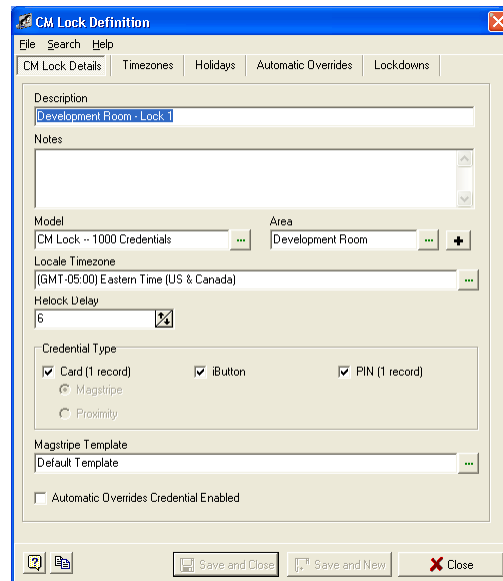 CM Lock Definition
File Search Help
CM Lock Details Timezones Holidays Automatic Overrides Lockdowns
Description
Development Room - Lock 1
Notes
Model Area
CM Lock -- 1000 Credentials ... Development Room ... +
Locale Timezone
(GMT-05:00) Eastern Time (US & Canada) ...
Relock Delay
6
Credential Type
Card (1 record) iButton PIN (1 record)
Magstripe
Proximity
Magstripe Template
Default Template ...
Automatic Overrides Credential Enabled
Save and Close Save and New Close